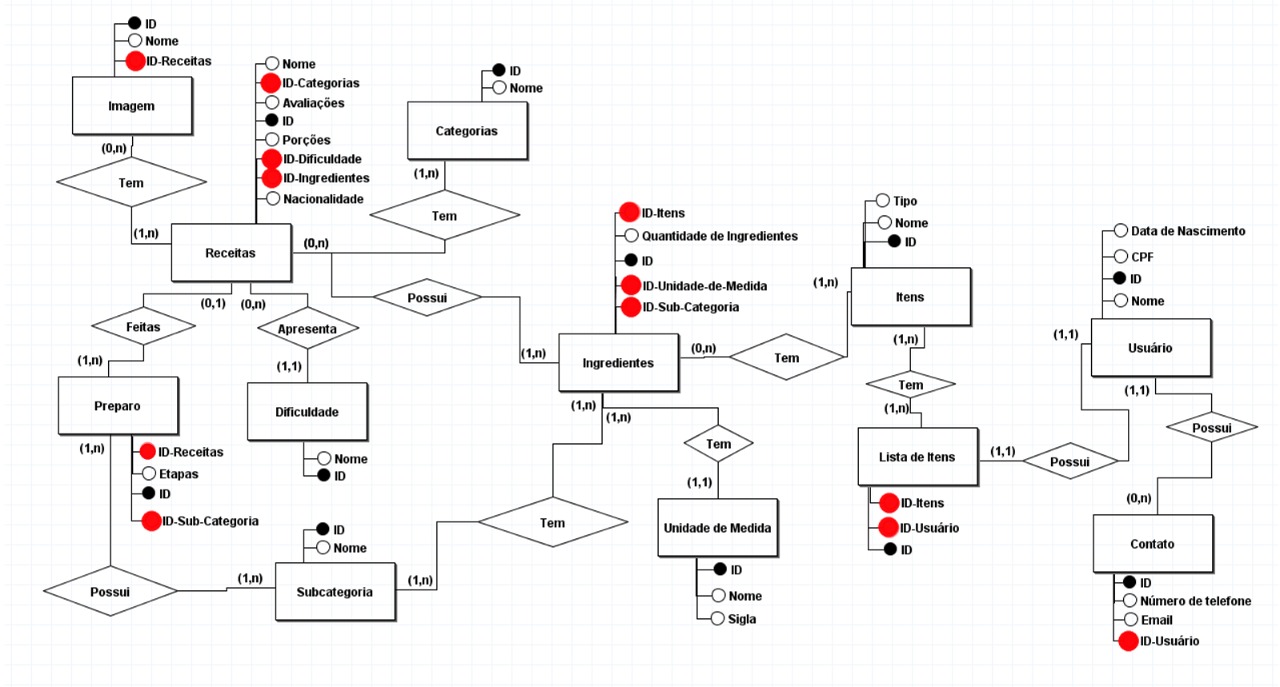 ID
Nome
ID-Receitas
Imagem
(0,n)
Tem
(1,n)
Nome
ID-Categorias
Avaliações
ID
Porções
ID-Dificuldade
ID-Ingredientes
Nacionalidade
Receitas
(0,n)
ID
Nome
Categorias
(1,n)
Tem
(0,1)
(0,n)
Feitas
Apresenta
(1,n)
(1,1)
Preparo
Dificuldade
(1,n)
ID-Receitas
Etapas
ID
ID-Sub-Categoria
Nome
ID
Possui
(1,n)
ID-Itens
Quantidade de Ingredientes
ID
ID-Unidade-de-Medida
ID-Sub-Categoria
Ingredientes
(0,n)
Tem
(1,n)
Tipo
Nome
ID
Itens
(1,n)
Tem
(1,n)
Lista de Itens
(1,1)
Possui
(1,1)
ID-Itens
ID-Usuário
ID
Data de Nascimento
CPF
ID
Nome
Usuário
(1,1)
Possui
(0,n)
Contato
ID
Número de telefone
Email
ID-Usuário
(1,n)
(1,n)
Tem
(1,1)
Unidade de Medida
ID
Nome
Sigla
Tem
(1,n)
ID
Nome
Subcategoria
(1,n)
Possui